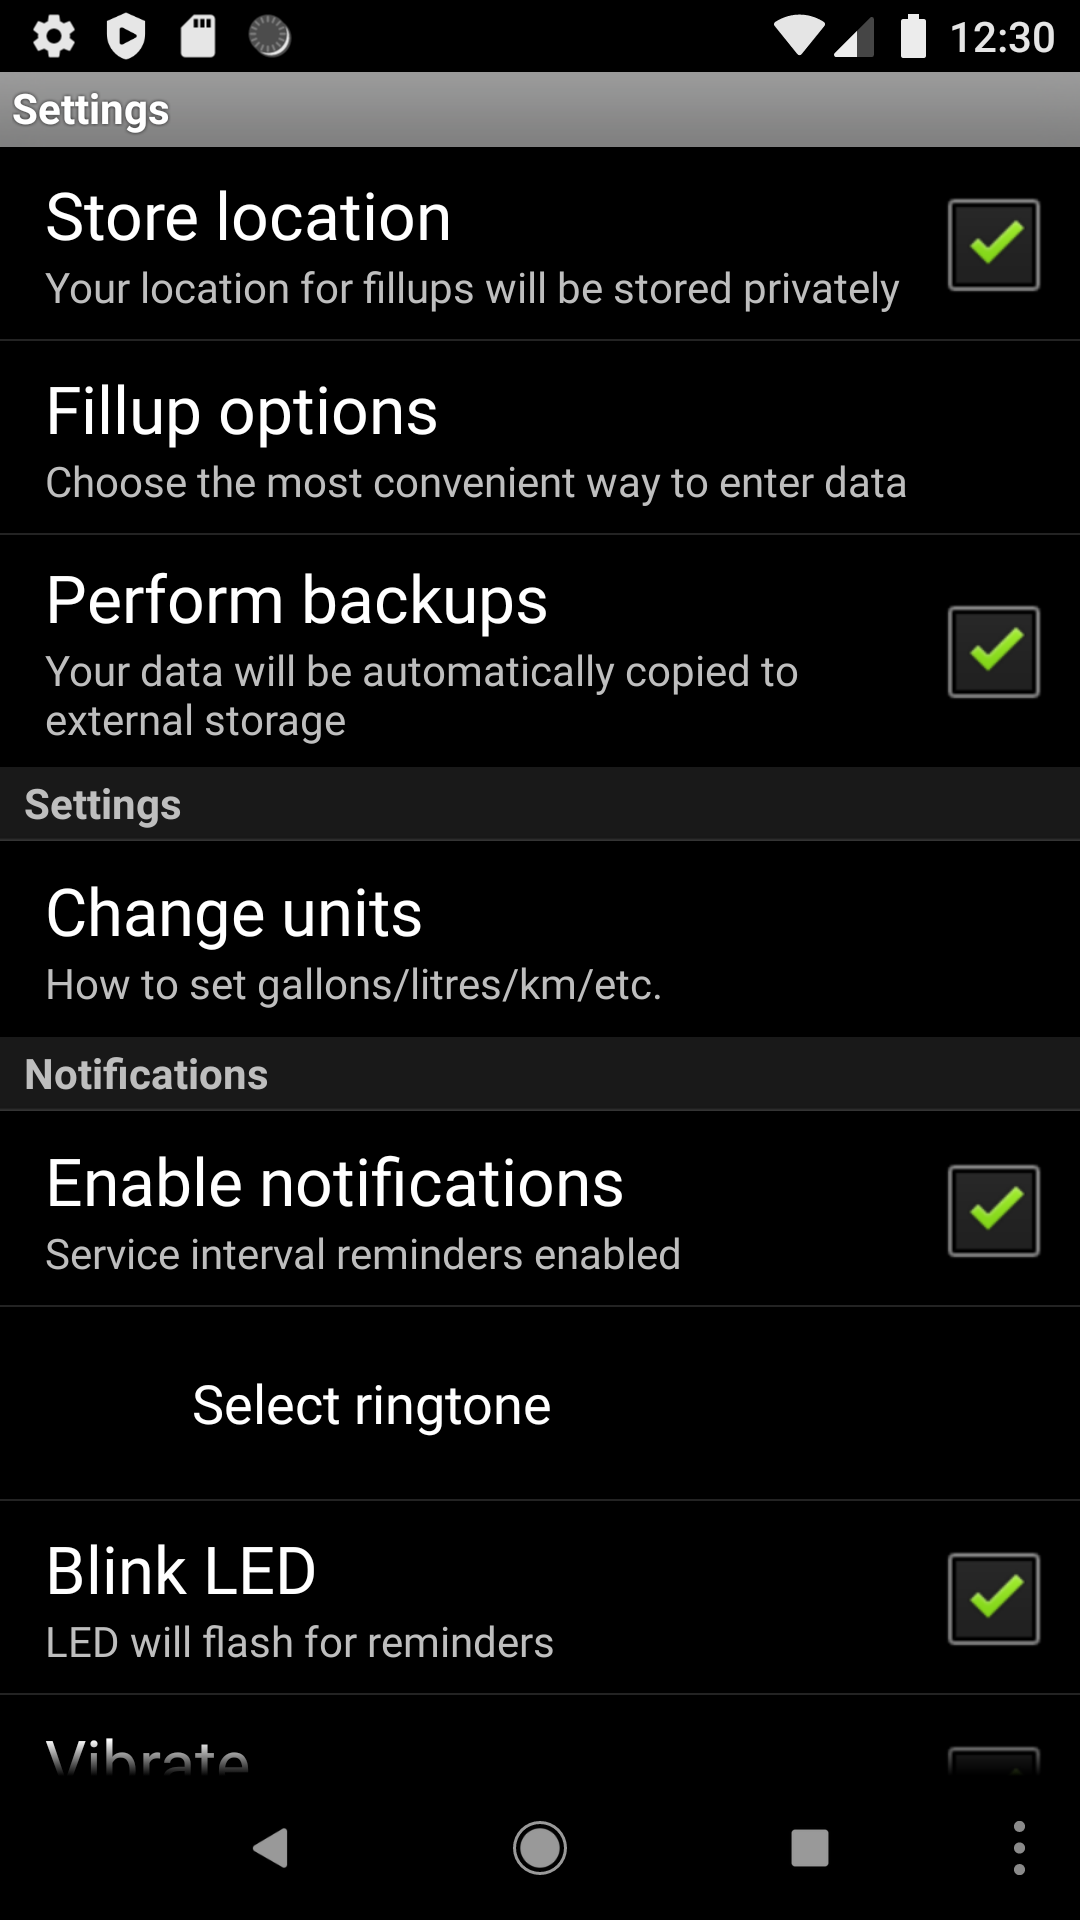 12:30
Settings
Store location
Your location for fillups will be stored privately
Fillup options
Choose the most convenient way to enter data
Perform backups
Your data will be automatically copied to
external storage
Settings
Change units
How to set gallons/litres/km/etc.
Notifications
Enable notifications
Service interval reminders enabled
Select ringtone
Blink LED
LED will flash for reminders
Vibrate